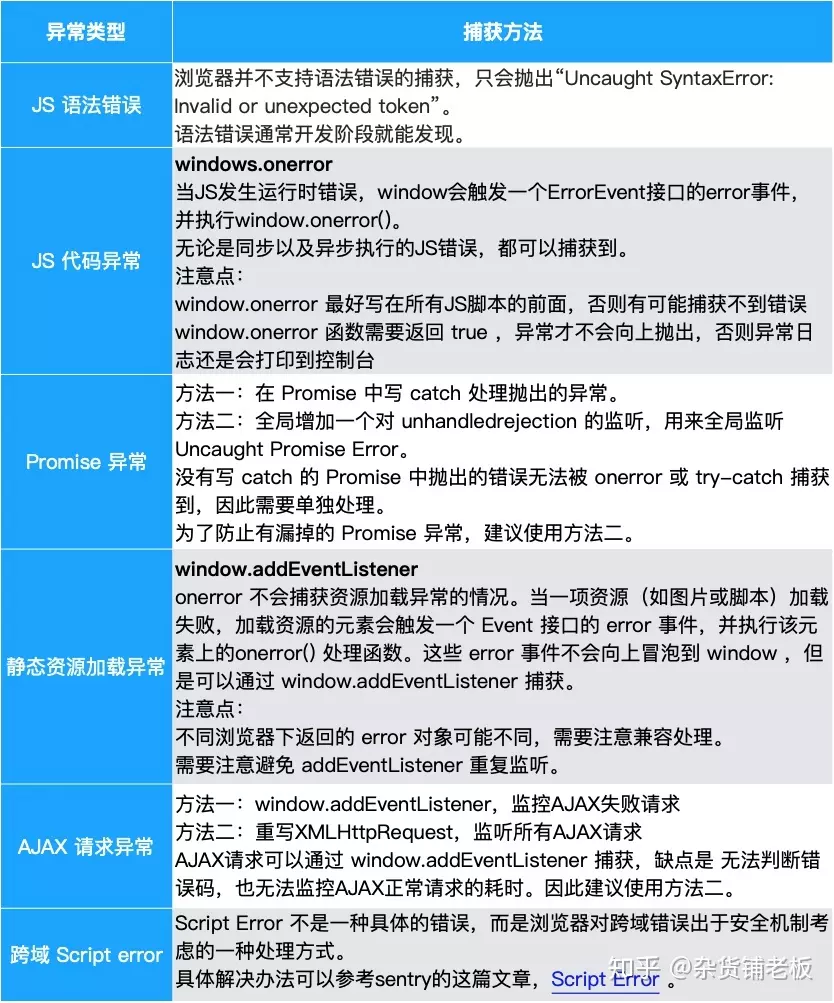 异常类型
捕获方法
JS 语法错误
浏览器并不支持语法错误的捕获，只会抛出“Uncaught SyntaxError:
Invalid or unexpected token”。
语法错误通常开发阶段就能发现。
JS 代码异常
windows.onerror
当JS发生运行时错误，window会触发一个ErrorEvent接口的error事件，
并执行window.onerror()。
无论是同步以及异步执行的JS错误，都可以捕获到。
注意点：
window.onerror 最好写在所有JS脚本的前面，否则有可能捕获不到错误
window.onerror 函数需要返回 true ，异常才不会向上抛出，否则异常日
志还是会打印到控制台
Promise 异常
方法一：在 Promise 中写 catch 处理抛出的异常。
方法二：全局增加一个对 unhandledrejection 的监听，用来全局监听
Uncaught Promise Error。
没有写 catch 的 Promise 中抛出的错误无法被 onerror 或 try-catch 捕获
到，因此需要单独处理。
为了防止有漏掉的 Promise 异常，建议使用方法二。
静态资源加载异常
window.addEventListener
onerror 不会捕获资源加载异常的情况。当一项资源（如图片或脚本）加载
失败，加载资源的元素会触发一个 Event 接口的 error 事件，并执行该元
素上的onerror() 处理函数。这些 error 事件不会向上冒泡到 window ，但
是可以通过 window.addEventListener 捕获。
注意点：
不同浏览器下返回的 error 对象可能不同，需要注意兼容处理。
需要注意避免 addEventListener 重复监听。
AJAX 请求异常
方法一：window.addEventListener，监控AJAX失败请求
方法二：重写XMLHttpRequest，监听所有AJAX请求
AJAX请求可以通过 window.addEventListener 捕获，缺点是 无法判断错
误码，也无法监控AJAX正常请求的耗时。因此建议使用方法二。
跨域 Script error
Script Error 不是一种具体的错误，而是浏览器对跨域错误出于安全机制考
虑的一种处理方式。
具体解决办法可以参考sentry的这篇文章，Script Error 。
知乎 @杂货铺老板